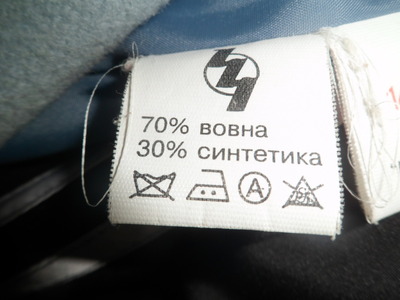 70% вовна
30% синтетика
A